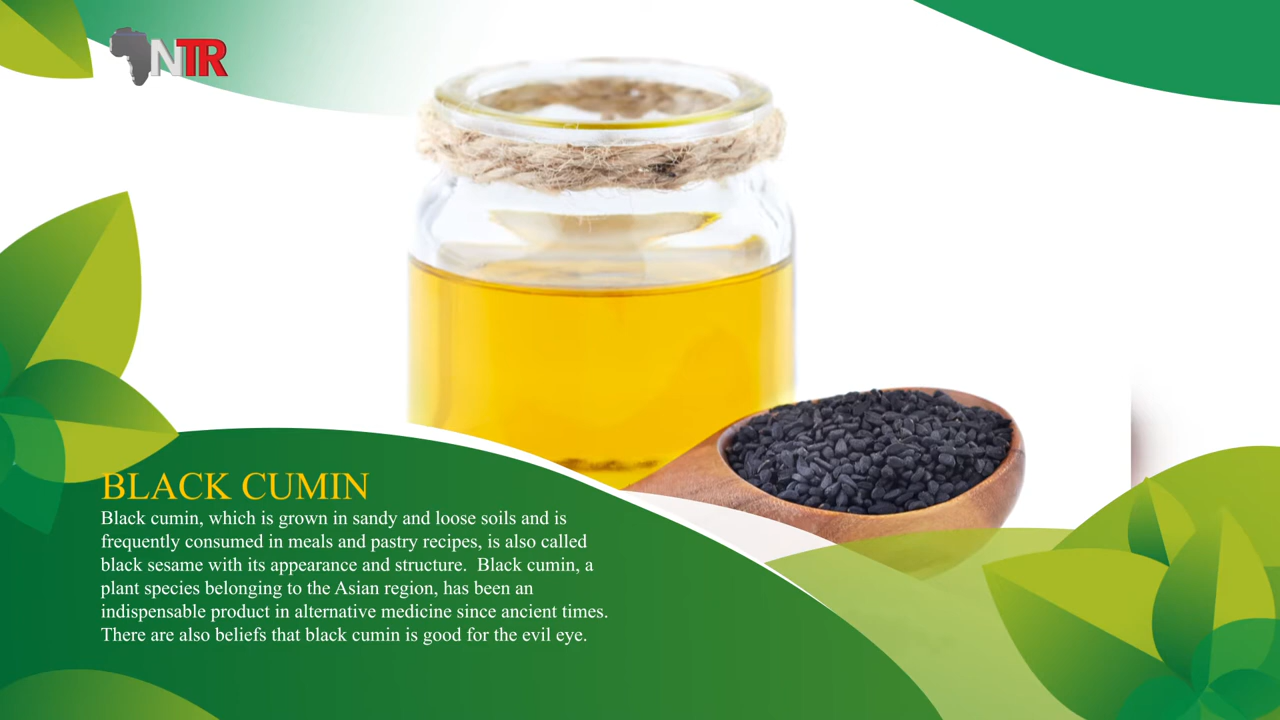 NTR
BLACK CUMIN
Black cumin, which is grown in sandy and loose soils and is
frequently consumed in meals and pastry recipes, is also called
black sesame with its appearance and structure.  Black cumin, a
plant species belonging to the Asian region, has been an
indispensable product in alternative medicine since ancient times.
There are also beliefs that black cumin is good for the evil eye.